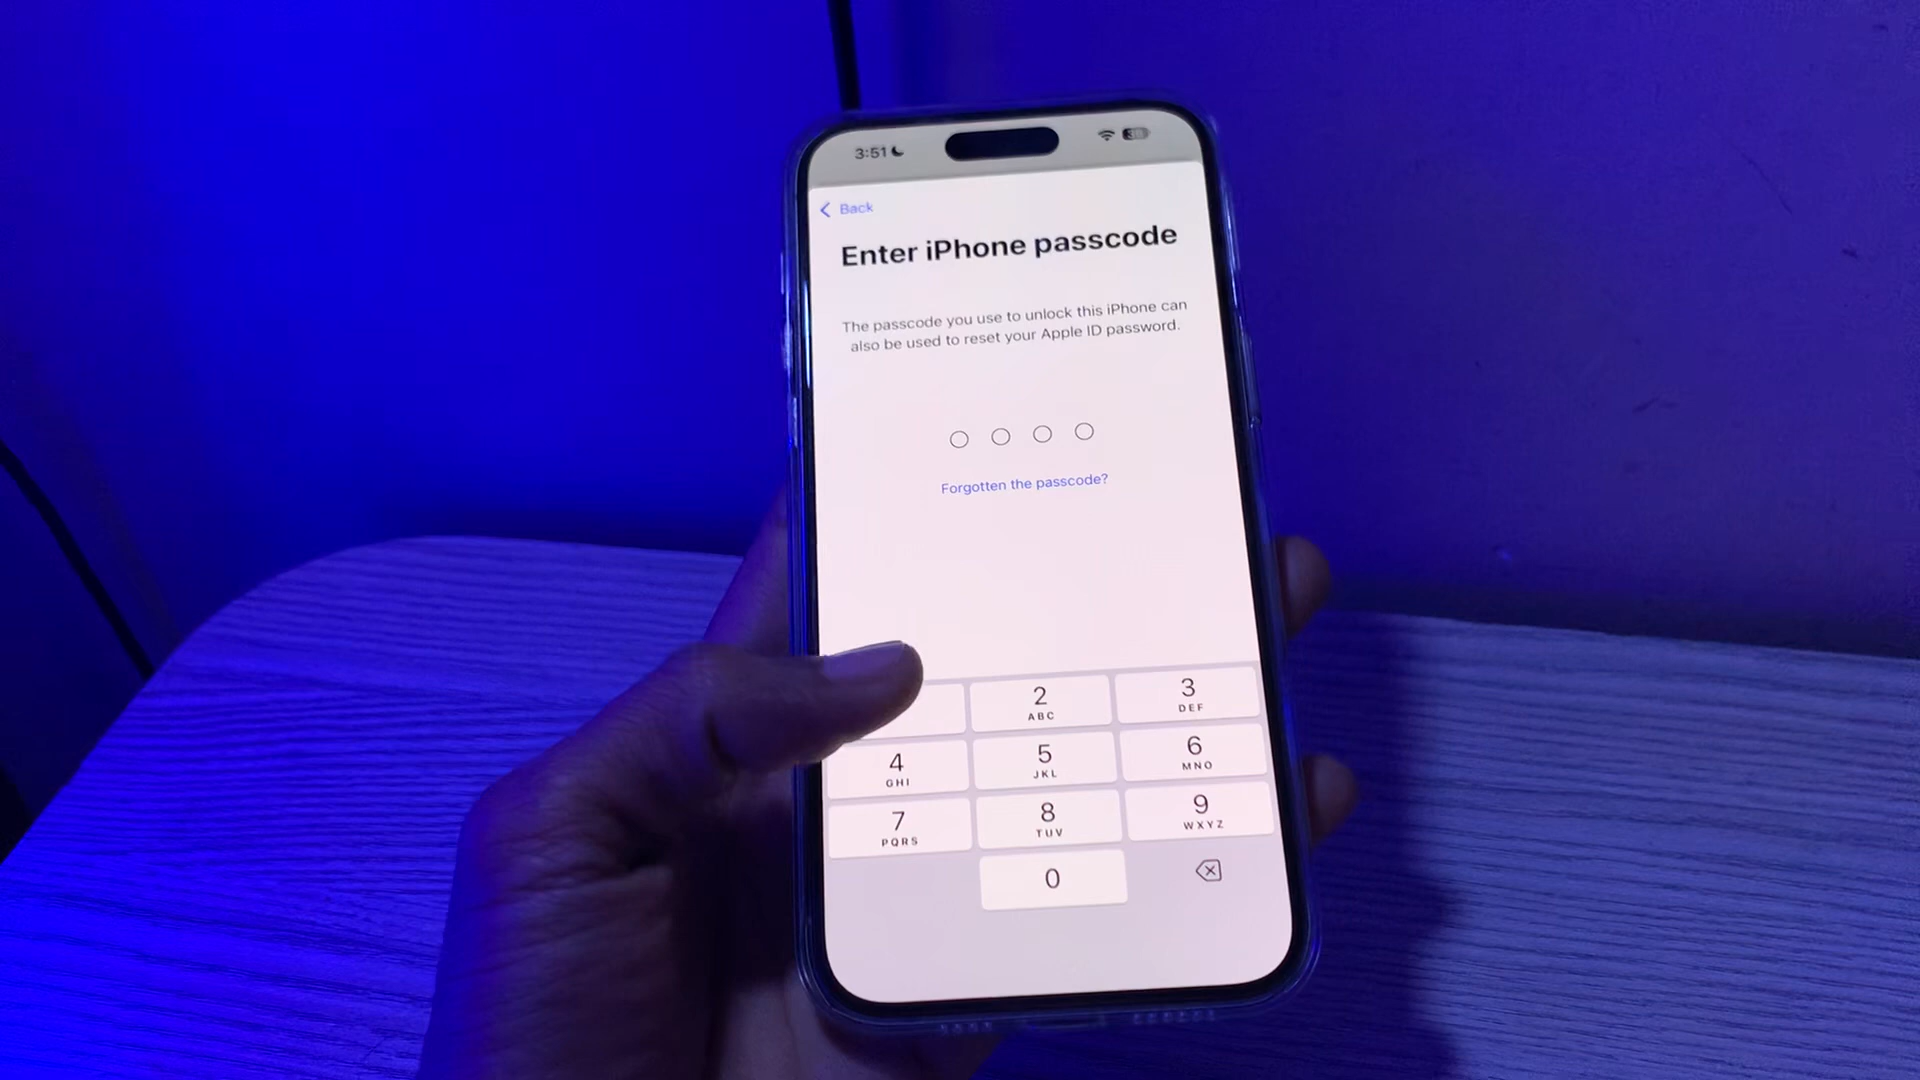 3:51
Back
Enter iPhone passcode
The passcode you use to unlock this iPhone can
also be used to reset your Apple ID password.
Forgotten the passcode?
2 3
ABC DEF
4 5 6
GHI JKL MNO
7 8 9
PQRS TUV WXYZ
0